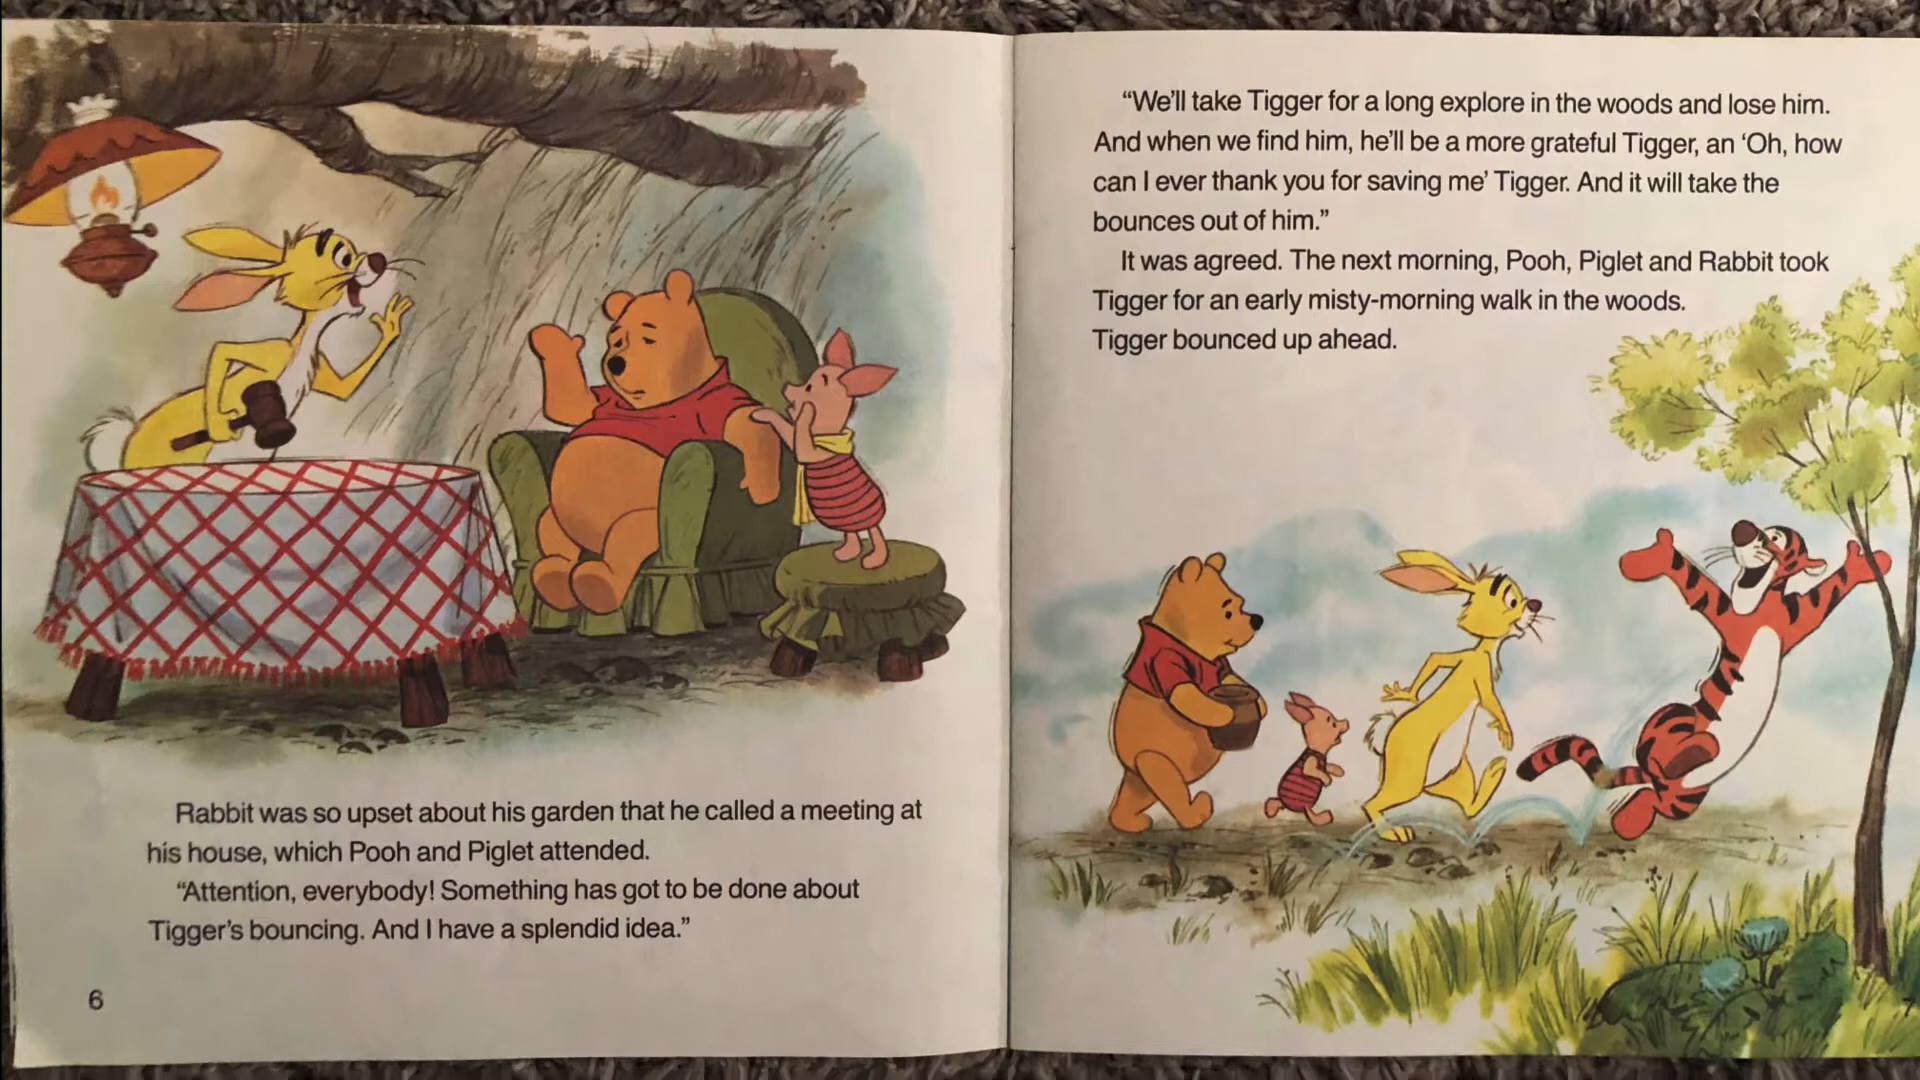 Rabbit was so upset about his garden that he called a meeting at
his house, which Pooh and Piglet attended.
“Attention, everybody! Something has got to be done about
Tigger’s bouncing. And I have a splendid idea.”
6
“We’ll take Tigger for a long explore in the woods and lose him.
And when we find him, he’ll be a more grateful Tigger, an ‘Oh, how
can I ever thank you for saving me’ Tigger. And it will take the
bounces out of him.”
It was agreed. The next morning, Pooh, Piglet and Rabbit took
Tigger for an early misty-morning walk in the woods.
Tigger bounced up ahead.